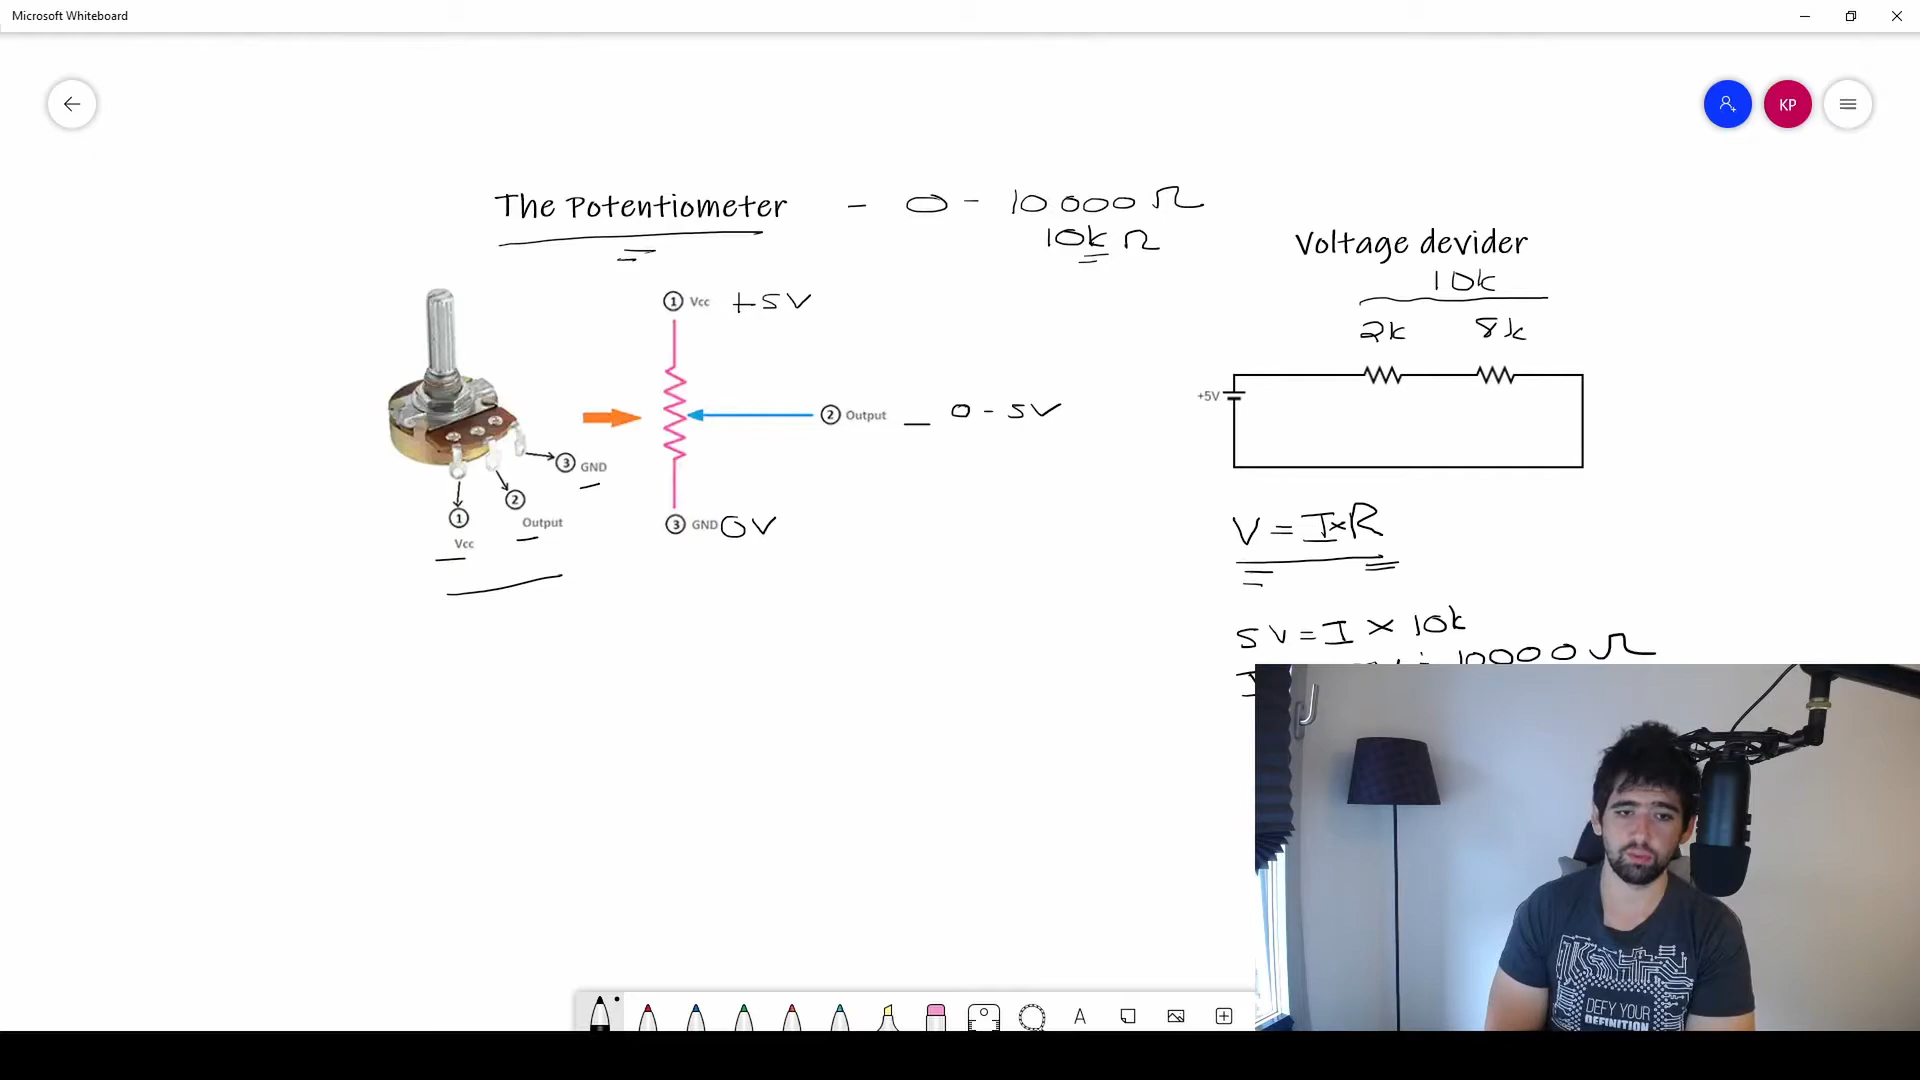 Microsoft Whiteboard
KP
The Potentiometer - 0 - 10 000 Ω
10k Ω
Voltage devider
10k
2k 8k
+5V
1 Vcc +5V
2 Output - 0 - 5V
3 GND 0V
3 GND
2
Output
1
Vcc
V = I×R
5V = I × 10k
10000 Ω
A
DEFY YOUR
DEFINITION